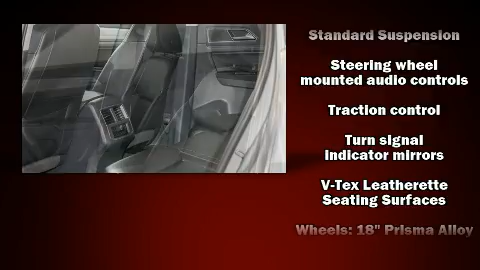 Standard Suspension
Steering wheel
mounted audio controls
Traction control
Turn signal
indicator mirrors
V-Tex Leatherette
Seating Surfaces
Wheels: 18" Prisma Alloy